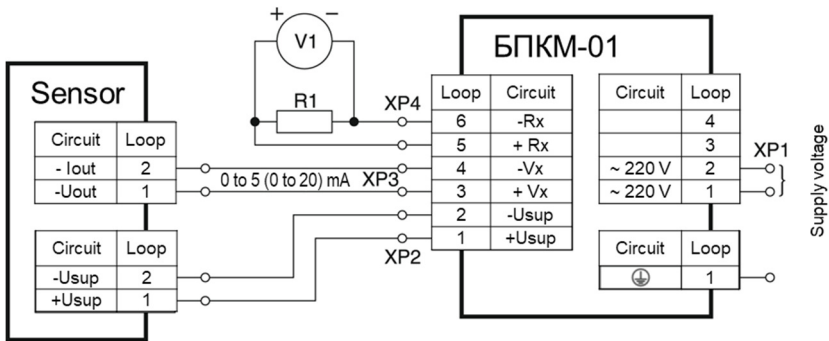 + −
V1
БПКМ-01
Sensor
R1
XP4
Loop Circuit
6 -Rx
5 + Rx
4 -Vx
3 + Vx
2 -Usup
1 +Usup
Circuit Loop
4
3
~ 220 V 2
~ 220 V 1
XP1
Supply voltage
Circuit Loop
- Iout 2
-Uout 1
0 to 5 (0 to 20) mA XP3
Circuit Loop
-Usup 2
+Usup 1
XP2
Circuit Loop
1